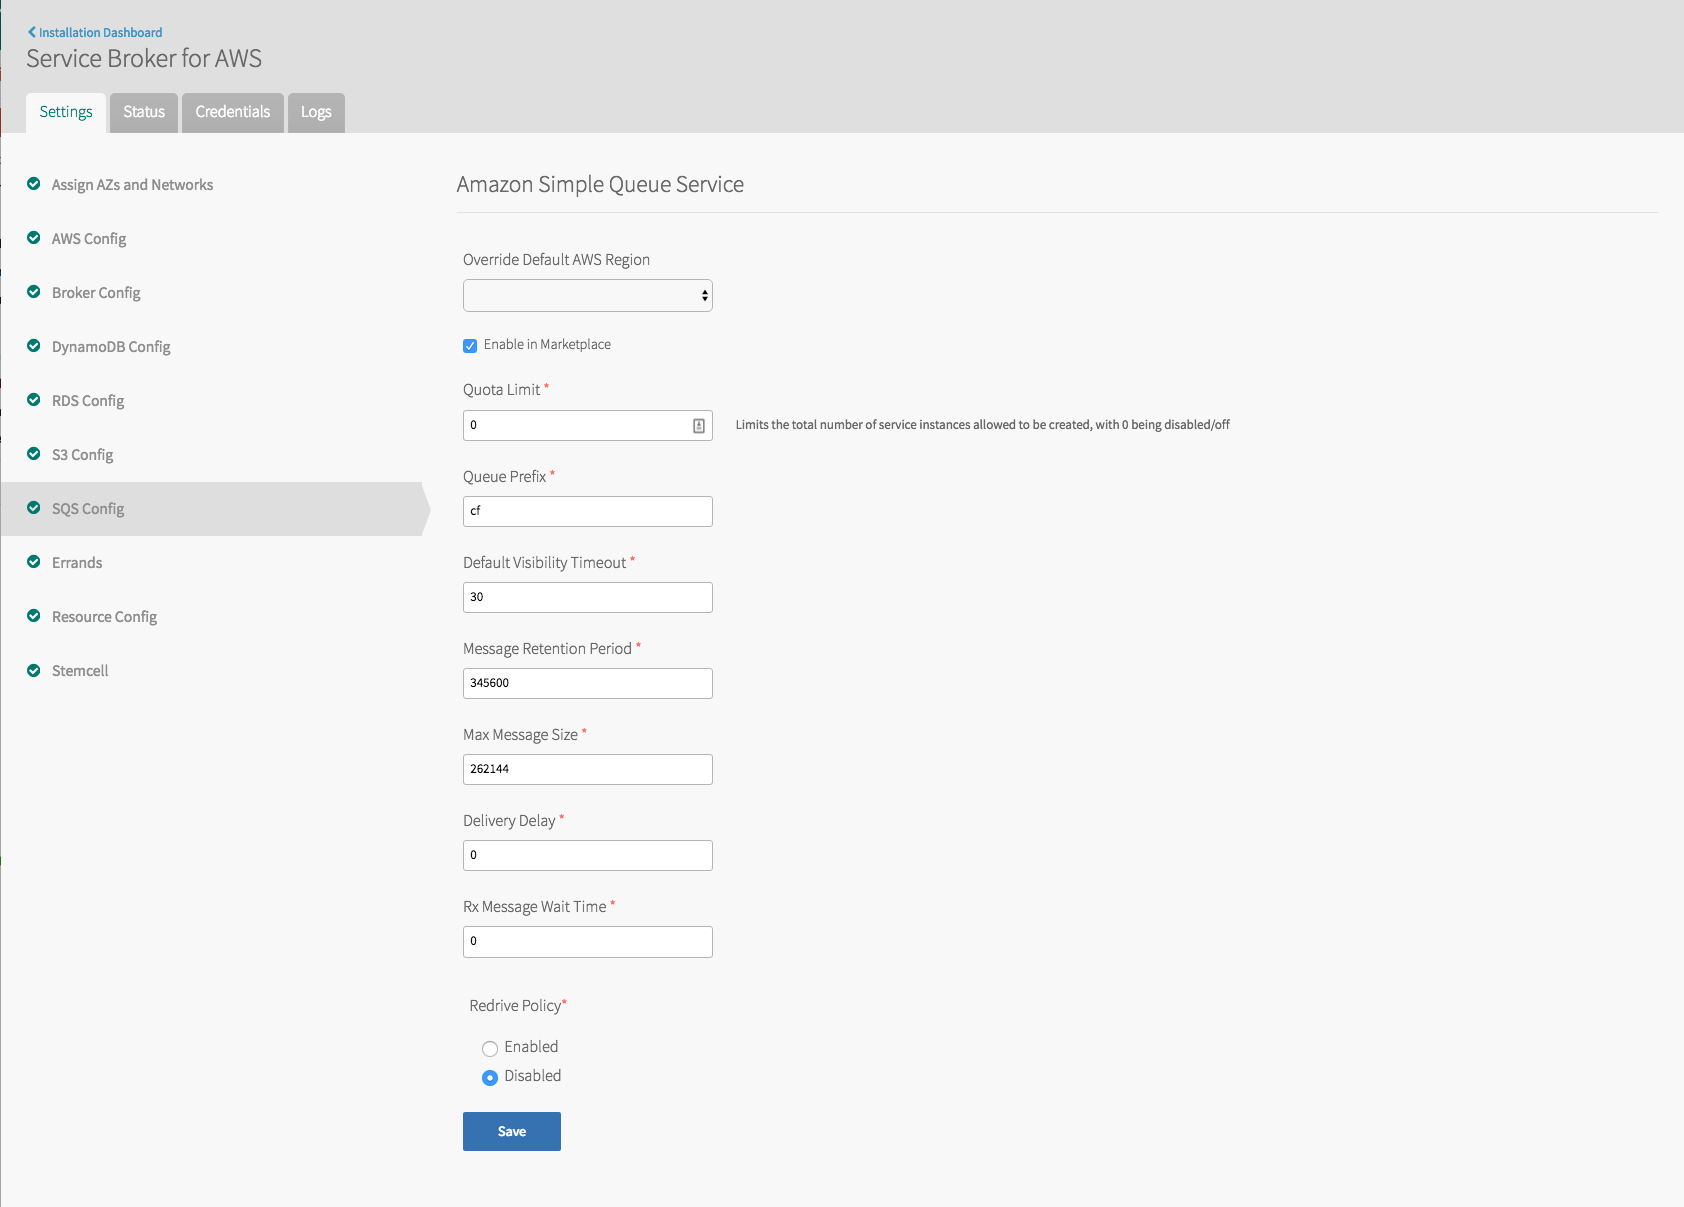 Installation Dashboard
Service Broker for AWS
Settings
Status
Credentials
Logs
Assign AZs and Networks
AWS Config
Broker Config
DynamoDB Config
RDS Config
S3 Config
SQS Config
Errands
Resource Config
Stemcell
Amazon Simple Queue Service
Override Default AWS Region
Enable in Marketplace
Quota Limit *
0
Limits the total number of service instances allowed to be created, with 0 being disabled/off
Queue Prefix *
cf
Default Visibility Timeout *
30
Message Retention Period *
345600
Max Message Size *
262144
Delivery Delay *
0
Rx Message Wait Time *
0
Redrive Policy*
Enabled
Disabled
Save